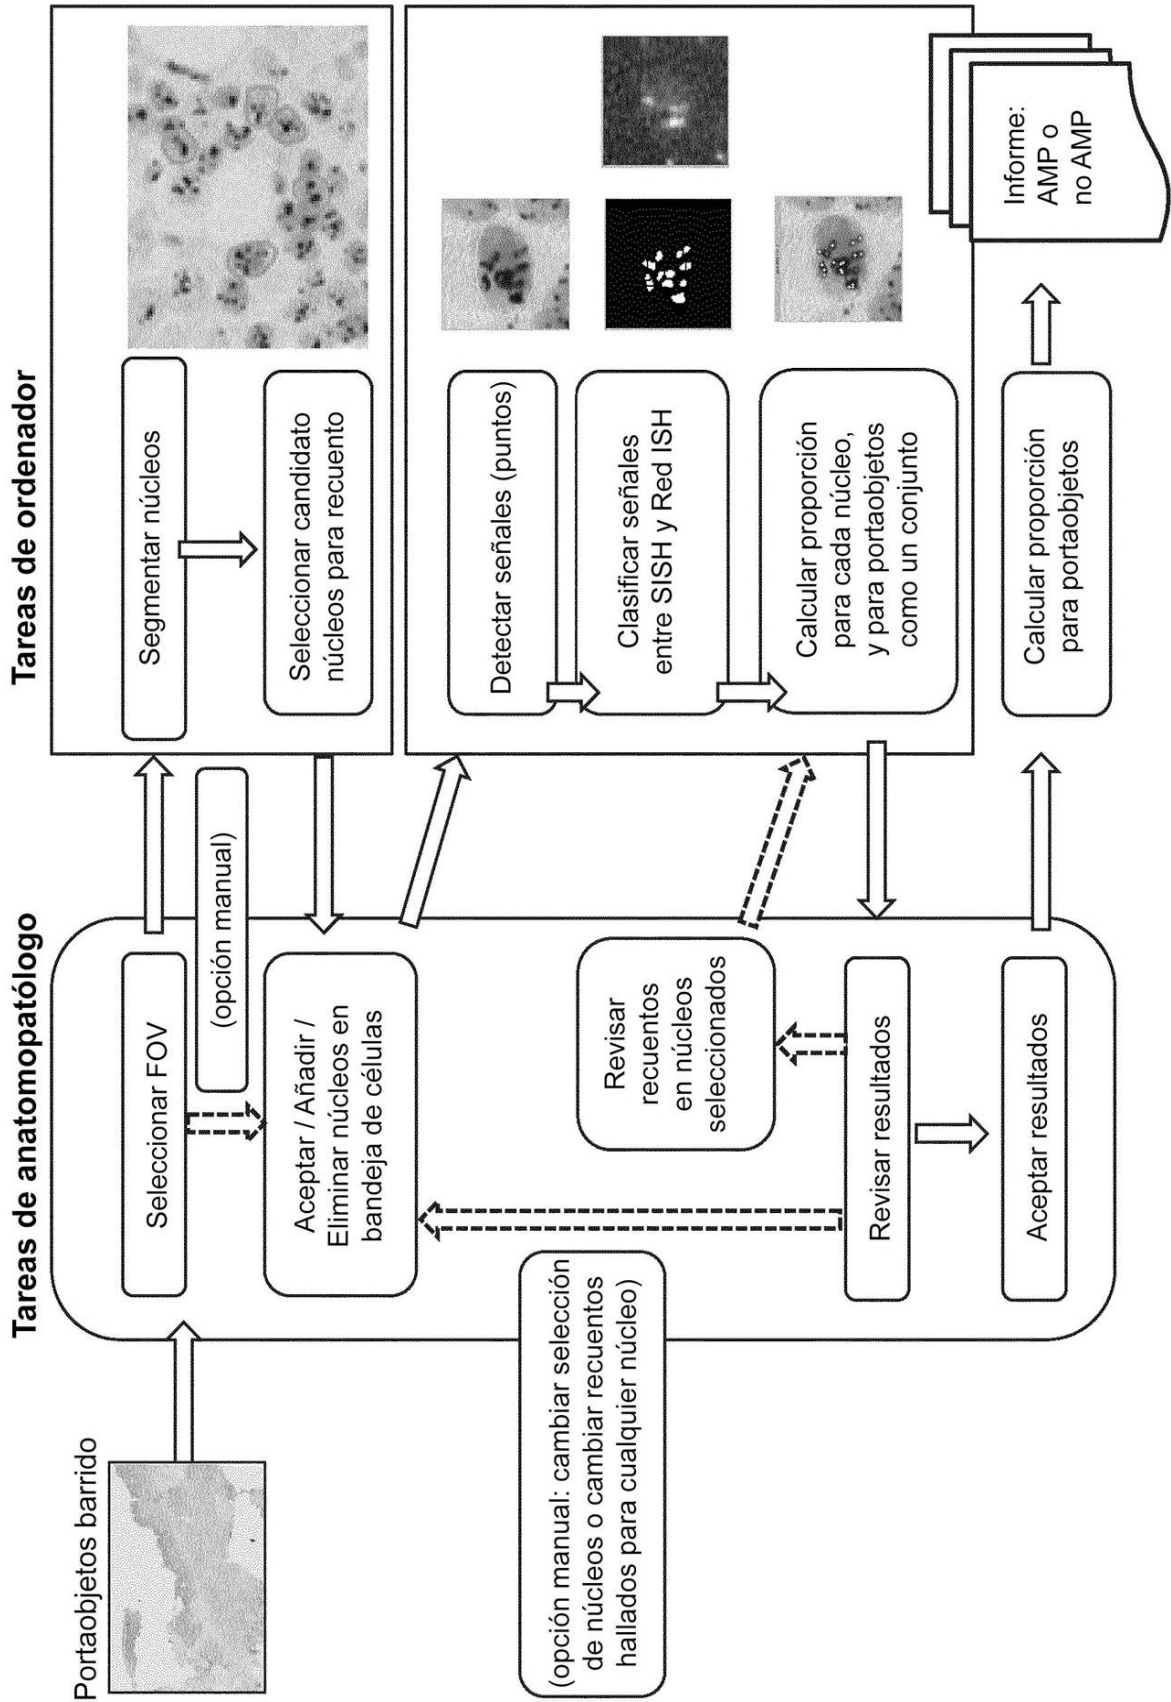 Portaobjetos barrido
Tareas de anatomopatólogo
Seleccionar FOV
(opción manual)
Aceptar / Añadir /
Eliminar núcleos en
bandeja de células
(opción manual: cambiar selección
de núcleos o cambiar recuentos
hallados para cualquier núcleo)
Revisar
recuentos
en núcleos
seleccionados
Revisar resultados
Aceptar resultados
Tareas de ordenador
Segmentar núcleos
Seleccionar candidato
núcleos para recuento
Detectar señales (puntos)
Clasificar señales
entre SISH y Red ISH
Calcular proporción
para cada núcleo,
y para portaobjetos
como un conjunto
Calcular proporción
para portaobjetos
Informe:
AMP o
no AMP